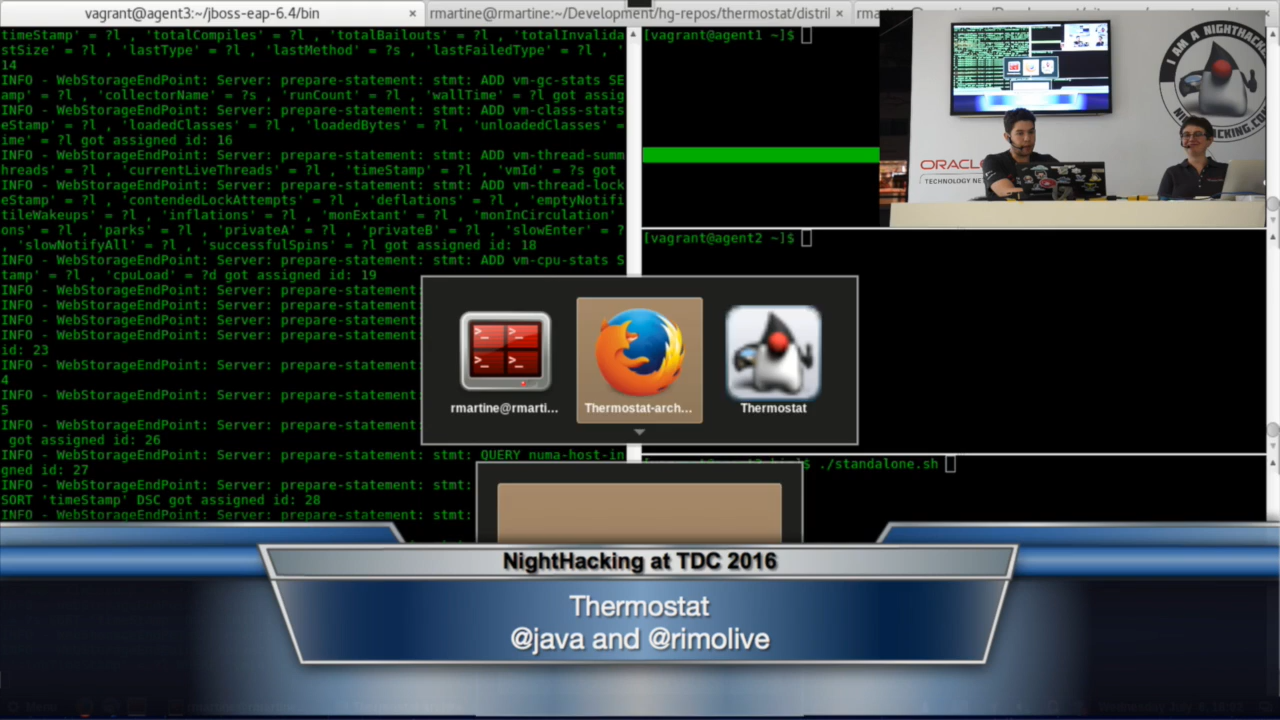 vagrant@agent3:~/jboss-eap-6.4/bin ×
rmartine@rmartine:~/Development/hg-repos/thermostat/distril ×
timeStamp' = ?l , 'totalCompiles' = ?l , 'totalBailouts' = ?l , 'totalInvalida
stSize' = ?l , 'lastType' = ?l , 'lastMethod' = ?l , 'lastFailedType' = ?l , '
14
INFO - WebStorageEndPoint: Server: prepare-statement: stmt: ADD vm-gc-stats SE
amp' = ?l , 'collectorName' = ?s , 'runCount' = ?l , 'wallTime' = ?l got assig
INFO - WebStorageEndPoint: Server: prepare-statement: stmt: ADD vm-class-stats
eStamp' = ?l , 'loadedClasses' = ?l , 'loadedBytes' = ?l , 'unloadedClasses' =
ime' = ?l got assigned id: 16
INFO - WebStorageEndPoint: Server: prepare-statement: stmt: ADD vm-thread-summ
hreads' = ?l , 'currentLiveThreads' = ?l , 'timeStamp' = ?l , 'vmId' = ?s got
INFO - WebStorageEndPoint: Server: prepare-statement: stmt: ADD vm-thread-lock
eStamp' = ?l , 'contendedLockAttempts' = ?l , 'deflations' = ?l , 'emptyNotifi
tileWakeups' = ?l , 'inflations' = ?l , 'monExtant' = ?l , 'monInCirculation'
ons' = ?l , 'parks' = ?l , 'privateA' = ?l , 'privateB' = ?l , 'slowEnter' = ?
, 'slowNotifyAll' = ?l , 'successfulSpins' = ?l got assigned id: 18
INFO - WebStorageEndPoint: Server: prepare-statement: stmt: ADD vm-cpu-stats S
tamp' = ?l , 'cpuLoad' = ?d got assigned id: 19
INFO - WebStorageEndPoint: Server: prepare-statement: stmt:
INFO - WebStorageEndPoint: Server: prepare-statement: stmt:
INFO - WebStorageEndPoint: Server: prepare-statement: stmt:
INFO - WebStorageEndPoint: Server: prepare-statement: stmt:
id: 23
INFO - WebStorageEndPoint: Server: prepare-statement: stmt:
4
INFO - WebStorageEndPoint: Server: prepare-statement: stmt:
5
INFO - WebStorageEndPoint: Server: prepare-statement: stmt:
got assigned id: 26
INFO - WebStorageEndPoint: Server: prepare-statement: stmt: QUERY numa-host-in
gned id: 27
INFO - WebStorageEndPoint: Server: prepare-statement: stmt:
SORT 'timeStamp' DSC got assigned id: 28
INFO - WebStorageEndPoint: Server: prepare-statement: stmt:
[vagrant@agent1 ~]$
[vagrant@agent2 ~]$
$ ./standalone.sh
I AM A NIGHTHACKER
NIGHTHACKING.COM
ORACLE
TECHNOLOGY NE
rmartine@rmarti...
Thermostat-arch...
Thermostat
NightHacking at TDC 2016
Thermostat
@java and @rimolive